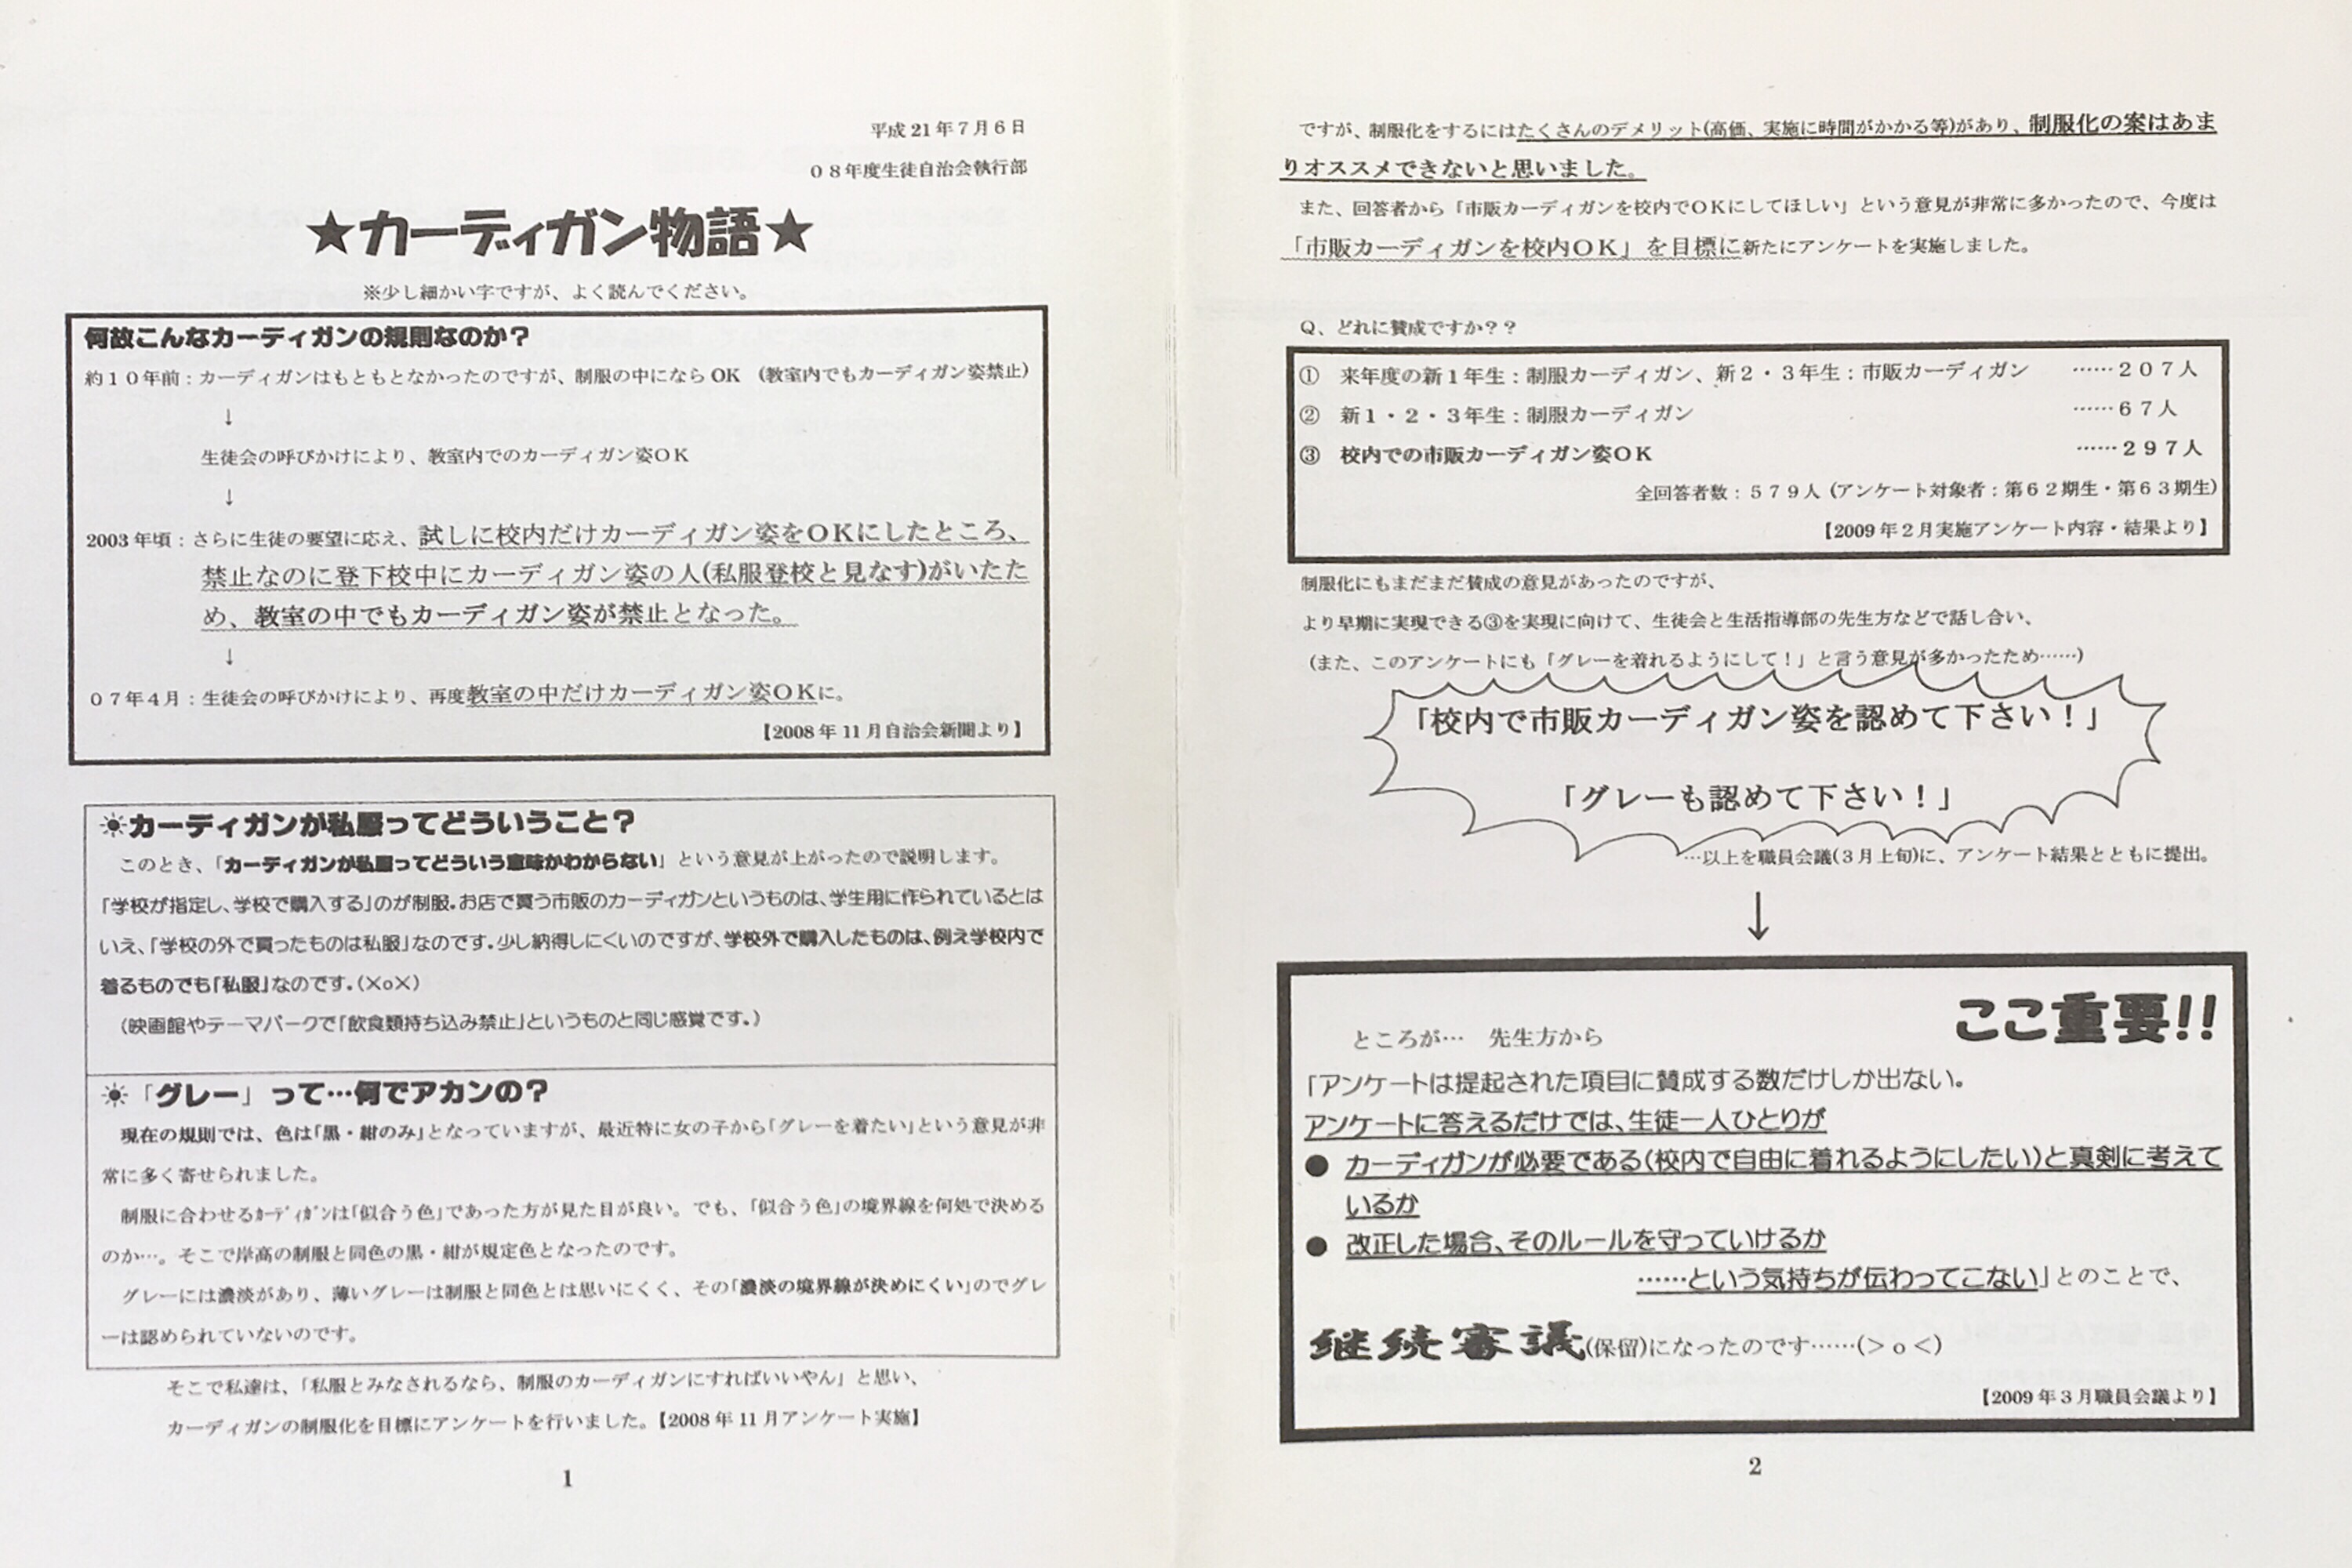 平成21年7月6日
０８年度生徒自治会執行部
★カーディガン物語★
※少し細かい字ですが、よく読んでください。
何故こんなカーディガンの規則なのか？
約１０年前：カーディガンはもともとなかったのですが、制服の中にならOK （教室内でもカーディガン姿禁止）
↓
生徒会の呼びかけにより、教室内でのカーディガン姿ＯＫ
↓
2003年頃：さらに生徒の要望に応え、試しに校内だけカーディガン姿をＯＫにしたところ、
禁止なのに登下校中にカーディガン姿の人(私服登校と見なす)がいたた
め、教室の中でもカーディガン姿が禁止となった。
↓
０７年４月：生徒会の呼びかけにより、再度教室の中だけカーディガン姿ＯＫに。
【2008年11月自治会新聞より】
☀カーディガンが私服ってどういうこと？
このとき、「カーディガンが私服ってどういう意味かわからない」という意見が上がったので説明します。
「学校が指定し、学校で購入する」のが制服。お店で買う市販のカーディガンというものは、学生用に作られているとは
いえ、「学校の外で買ったものは私服」なのです。少し納得しにくいのですが、学校外で購入したものは、例え学校内で
着るものでも「私服」なのです。(×o×)
（映画館やテーマパークで「飲食類持ち込み禁止」というものと同じ感覚です。）
☀「グレー」って…何でアカンの？
現在の規則では、色は「黒・紺のみ」となっていますが、最近特に女の子から「グレーを着たい」という意見が非
常に多く寄せられました。
制服に合わせるｶｰﾃﾞｨｶﾞﾝは「似合う色」であった方が見た目が良い。でも、「似合う色」の境界線を何処で決める
のか…。そこで岸高の制服と同色の黒・紺が規定色となったのです。
グレーには濃淡があり、薄いグレーは制服と同色とは思いにくく、その「濃淡の境界線が決めにくい」のでグレ
ーは認められていないのです。
そこで私達は、「私服とみなされるなら、制服のカーディガンにすればいいやん」と思い、
カーディガンの制服化を目標にアンケートを行いました。【2008年11月アンケート実施】
1
ですが、制服化をするにはたくさんのデメリット(高価、実施に時間がかかる等)があり、制服化の案はあま
りオススメできないと思いました。
また、回答者から「市販カーディガンを校内でＯＫにしてほしい」という意見が非常に多かったので、今度は
「市販カーディガンを校内ＯＫ」を目標に新たにアンケートを実施しました。
Ｑ、どれに賛成ですか？？
① 来年度の新１年生：制服カーディガン、新２・３年生：市販カーディガン ……２０７人
② 新１・２・３年生：制服カーディガン ……６７人
③ 校内での市販カーディガン姿ＯＫ ……２９７人
全回答者数：５７９人（アンケート対象者：第６２期生・第６３期生）
【2009年２月実施アンケート内容・結果より】
制服化にもまだまだ賛成の意見があったのですが、
より早期に実現できる③を実現に向けて、生徒会と生活指導部の先生方などで話し合い、
（また、このアンケートにも「グレーを着れるようにして！」と言う意見が多かったため……）
「校内で市販カーディガン姿を認めて下さい！」
「グレーも認めて下さい！」
…以上を職員会議(３月上旬)に、アンケート結果とともに提出。
↓
ここ重要!!
ところが… 先生方から
「アンケートは提起された項目に賛成する数だけしか出ない。
アンケートに答えるだけでは、生徒一人ひとりが
● カーディガンが必要である(校内で自由に着れるようにしたい)と真剣に考えて
いるか
● 改正した場合、そのルールを守っていけるか
……という気持ちが伝わってこない」とのことで、
継続審議(保留)になったのです……(＞ｏ＜)
【2009年３月職員会議より】
2